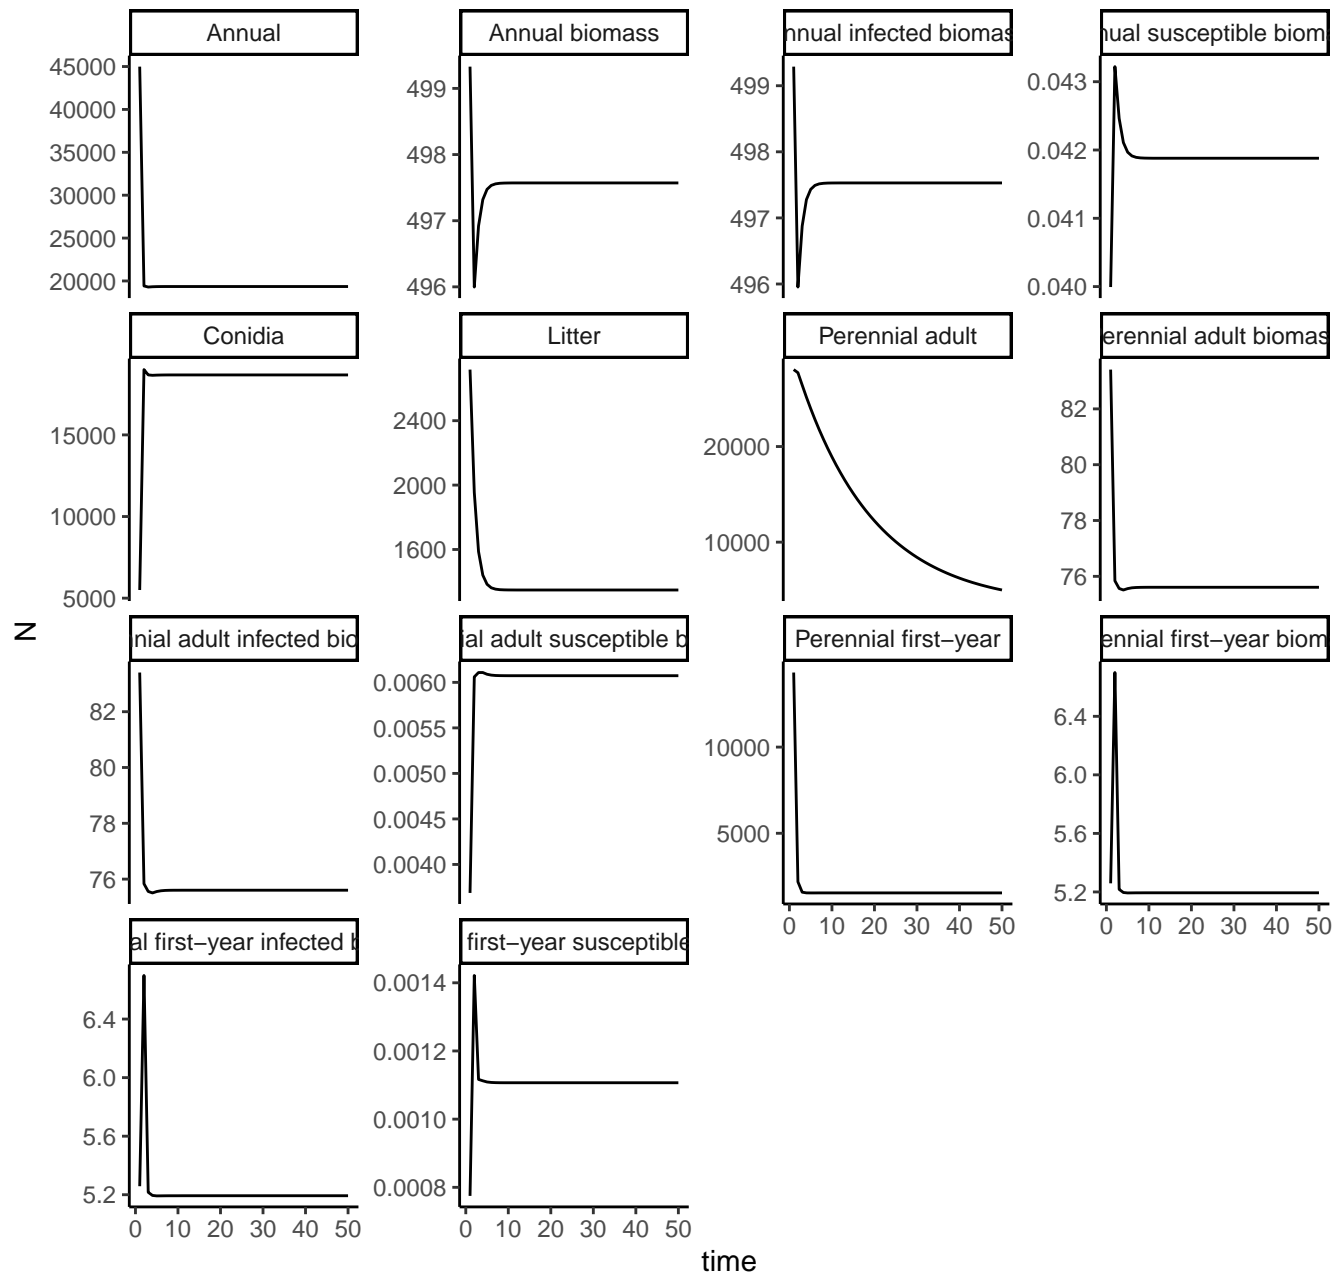 Annual
Annual biomass
nnual infected biomas
nual susceptible biom
45000
40000
35000
30000
25000
20000
499
498
497
496
499
498
497
496
0.043
0.042
0.041
0.040
Conidia
Litter
Perennial adult
erennial adult biomas
15000
10000
5000
2400
2000
1600
20000
10000
82
80
78
76
N
nial adult infected bio
ial adult susceptible b
Perennial first−year
ennial first−year biom
82
80
78
76
0.0060
0.0055
0.0050
0.0045
0.0040
10000
5000
0 10 20 30 40 50
6.4
6.0
5.6
5.2
0 10 20 30 40 50
al first−year infected b
first−year susceptible
6.4
6.0
5.6
5.2
0 10 20 30 40 50
0.0014
0.0012
0.0010
0.0008
0 10 20 30 40 50
time